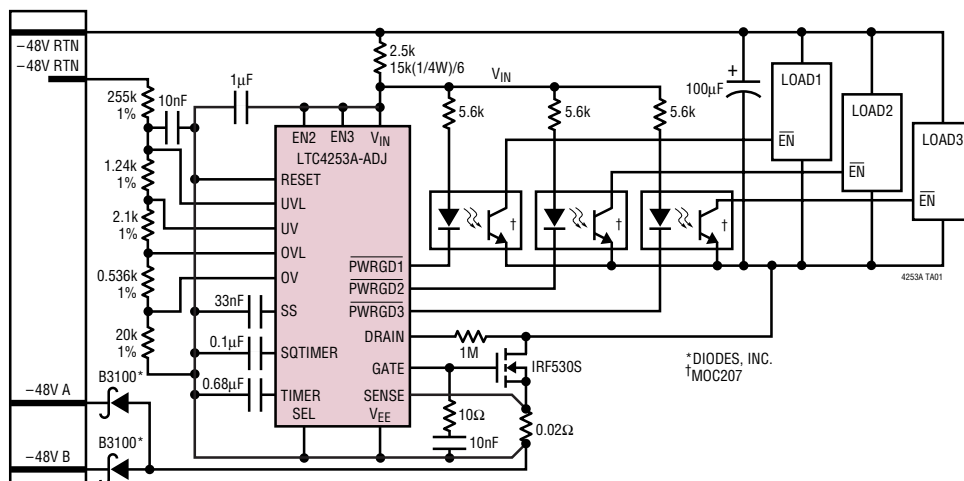 −48V RTN
−48V RTN
2.5k
15k(1/4W)/6
1µF
10nF
255k
1%
1.24k
1%
2.1k
1%
0.536k
1%
20k
1%
VIN
5.6k
5.6k
5.6k
+
100µF
LOAD1
EN
LOAD2
EN
LOAD3
EN
EN2
EN3
VIN
LTC4253A-ADJ
RESET
UVL
UV
OVL
OV
SS
SQTIMER
TIMER
SEL
VEE
PWRGD1
PWRGD2
PWRGD3
DRAIN
GATE
SENSE
33nF
0.1µF
0.68µF
†
†
†
1M
IRF530S
10Ω
10nF
0.02Ω
B3100*
−48V A
B3100*
−48V B
*DIODES, INC.
†MOC207
4253A TA01